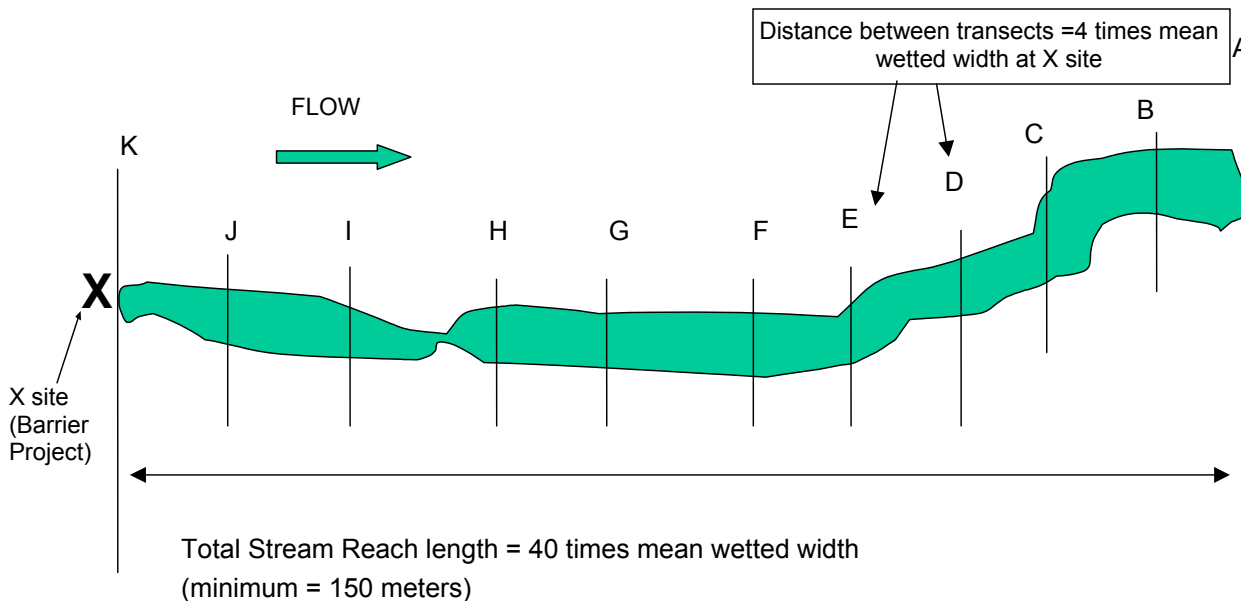 Distance between transects =4 times mean
wetted width at X site
A
FLOW
K
B
C
D
J
I
H
G
F
E
X
X site
(Barrier
Project)
Total Stream Reach length = 40 times mean wetted width
(minimum = 150 meters)